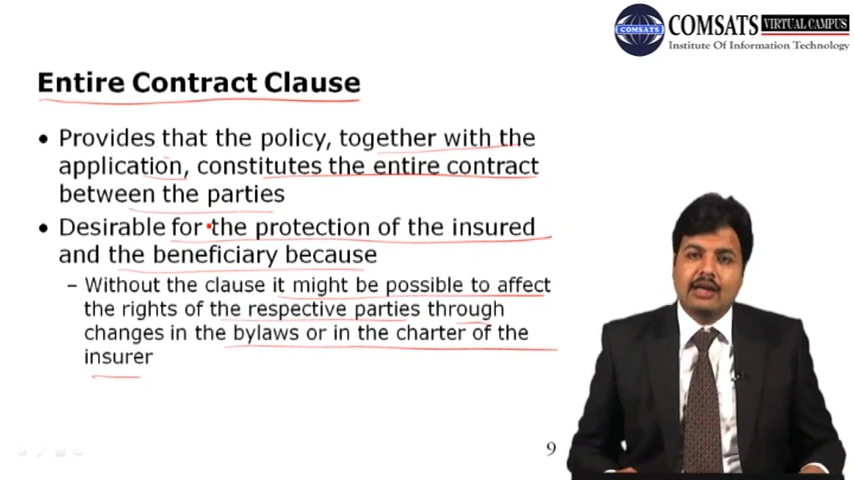 COMSATS VIRTUAL CAMPUS
COMSATS
Institute Of Information Technology
Entire Contract Clause
• Provides that the policy, together with the
application, constitutes the entire contract
between the parties
• Desirable for the protection of the insured
and the beneficiary because
– Without the clause it might be possible to affect
the rights of the respective parties through
changes in the bylaws or in the charter of the
insurer
9